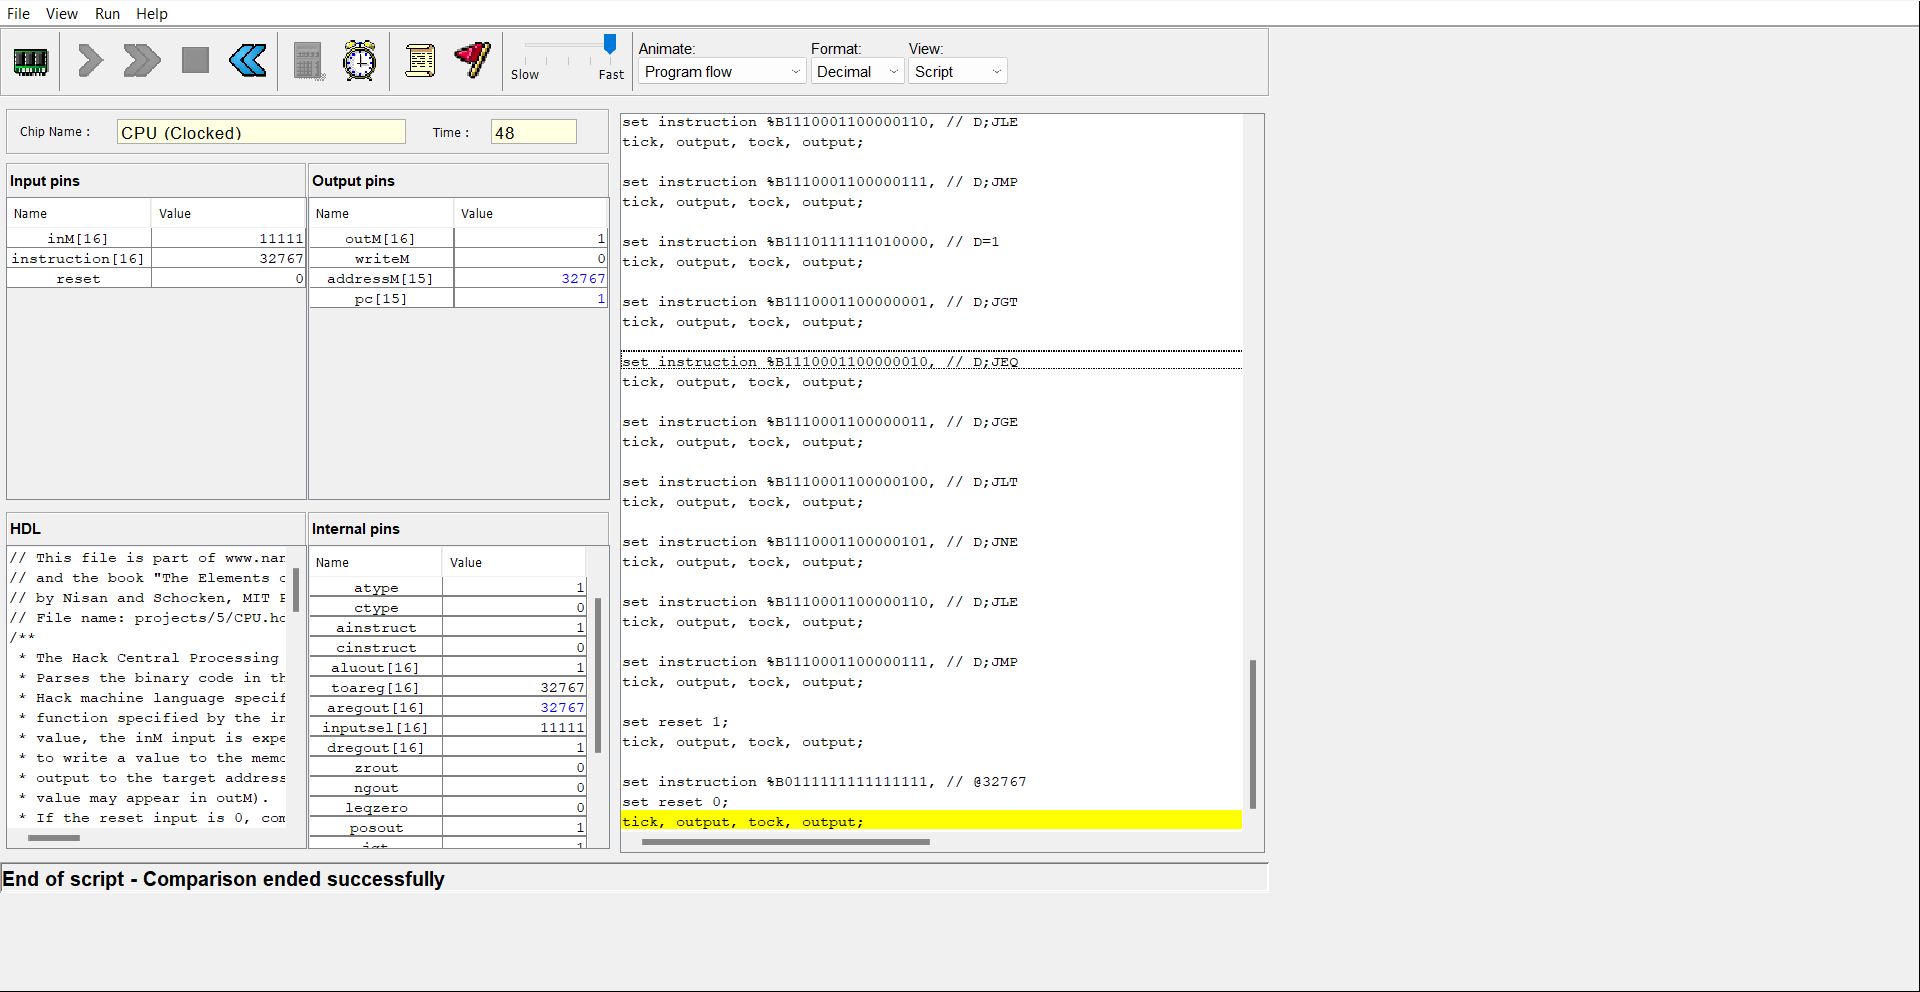 File View Run Help
Slow Fast
Animate: Format: View:
Program flow Decimal Script
Chip Name : CPU (Clocked) Time : 48
Input pins
Name Value
inM[16] 11111
instruction[16] 32767
reset 0
Output pins
Name Value
outM[16] 1
writeM 0
addressM[15] 32767
pc[15] 1
HDL
// This file is part of www.nan
// and the book "The Elements o
// by Nisan and Schocken, MIT P
// File name: projects/5/CPU.hd
/**
* The Hack Central Processing
* Parses the binary code in th
* Hack machine language specif
* function specified by the in
* value, the inM input is expe
* to write a value to the memo
* output to the target address
* value may appear in outM).
* If the reset input is 0, com
Internal pins
Name Value
atype 1
ctype 0
ainstruct 1
cinstruct 0
aluout[16] 1
toareg[16] 32767
aregout[16] 32767
inputsel[16] 11111
dregout[16] 1
zrout 0
ngout 0
leqzero 0
posout 1
jgt 1
set instruction %B1110001100000110, // D;JLE
tick, output, tock, output;
set instruction %B1110001100000111, // D;JMP
tick, output, tock, output;
set instruction %B1110111111010000, // D=1
tick, output, tock, output;
set instruction %B1110001100000001, // D;JGT
tick, output, tock, output;
set instruction %B1110001100000010, // D;JEQ
tick, output, tock, output;
set instruction %B1110001100000011, // D;JGE
tick, output, tock, output;
set instruction %B1110001100000100, // D;JLT
tick, output, tock, output;
set instruction %B1110001100000101, // D;JNE
tick, output, tock, output;
set instruction %B1110001100000110, // D;JLE
tick, output, tock, output;
set instruction %B1110001100000111, // D;JMP
tick, output, tock, output;
set reset 1;
tick, output, tock, output;
set instruction %B0111111111111111, // @32767
set reset 0;
tick, output, tock, output;
End of script - Comparison ended successfully